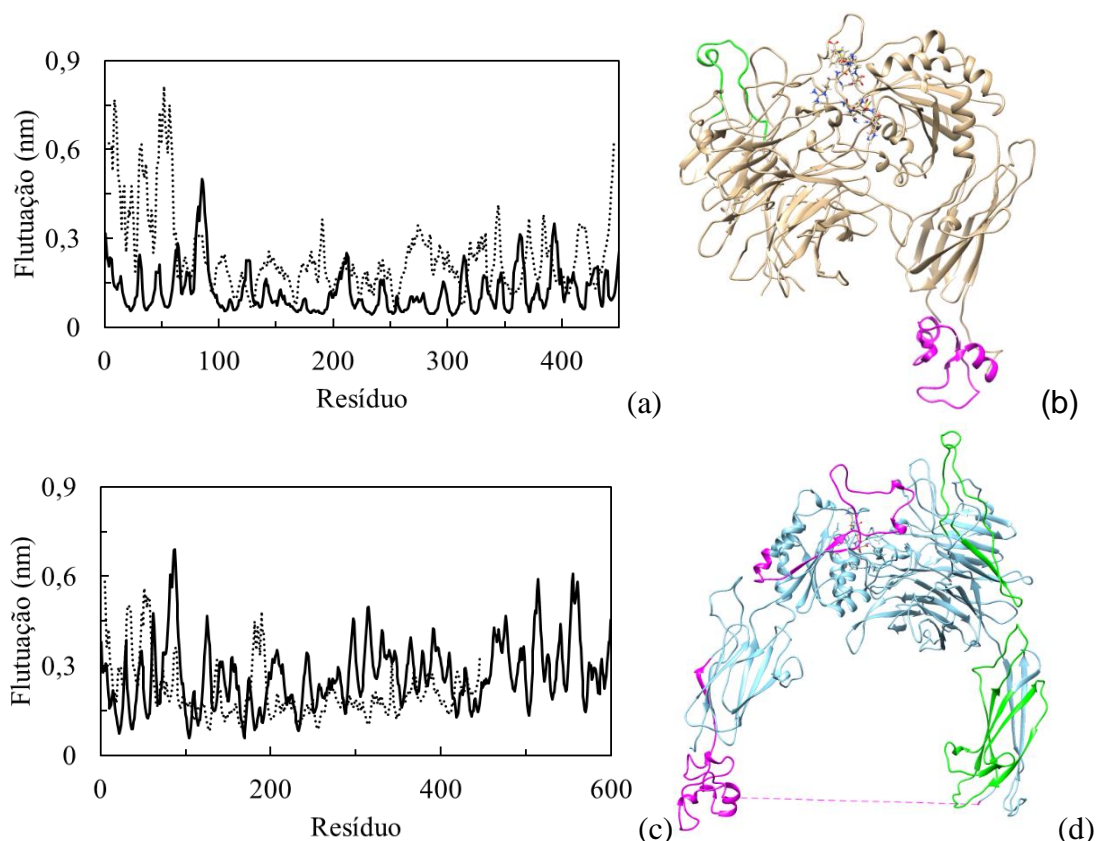 0,9
0,6
Flutuação (nm)
0,3
0
0 100 200 300 400
Resíduo
(a)
(b)
0,9
0,6
Flutuação (nm)
0,3
0
0 200 400 600
Resíduo
(c)
(d)